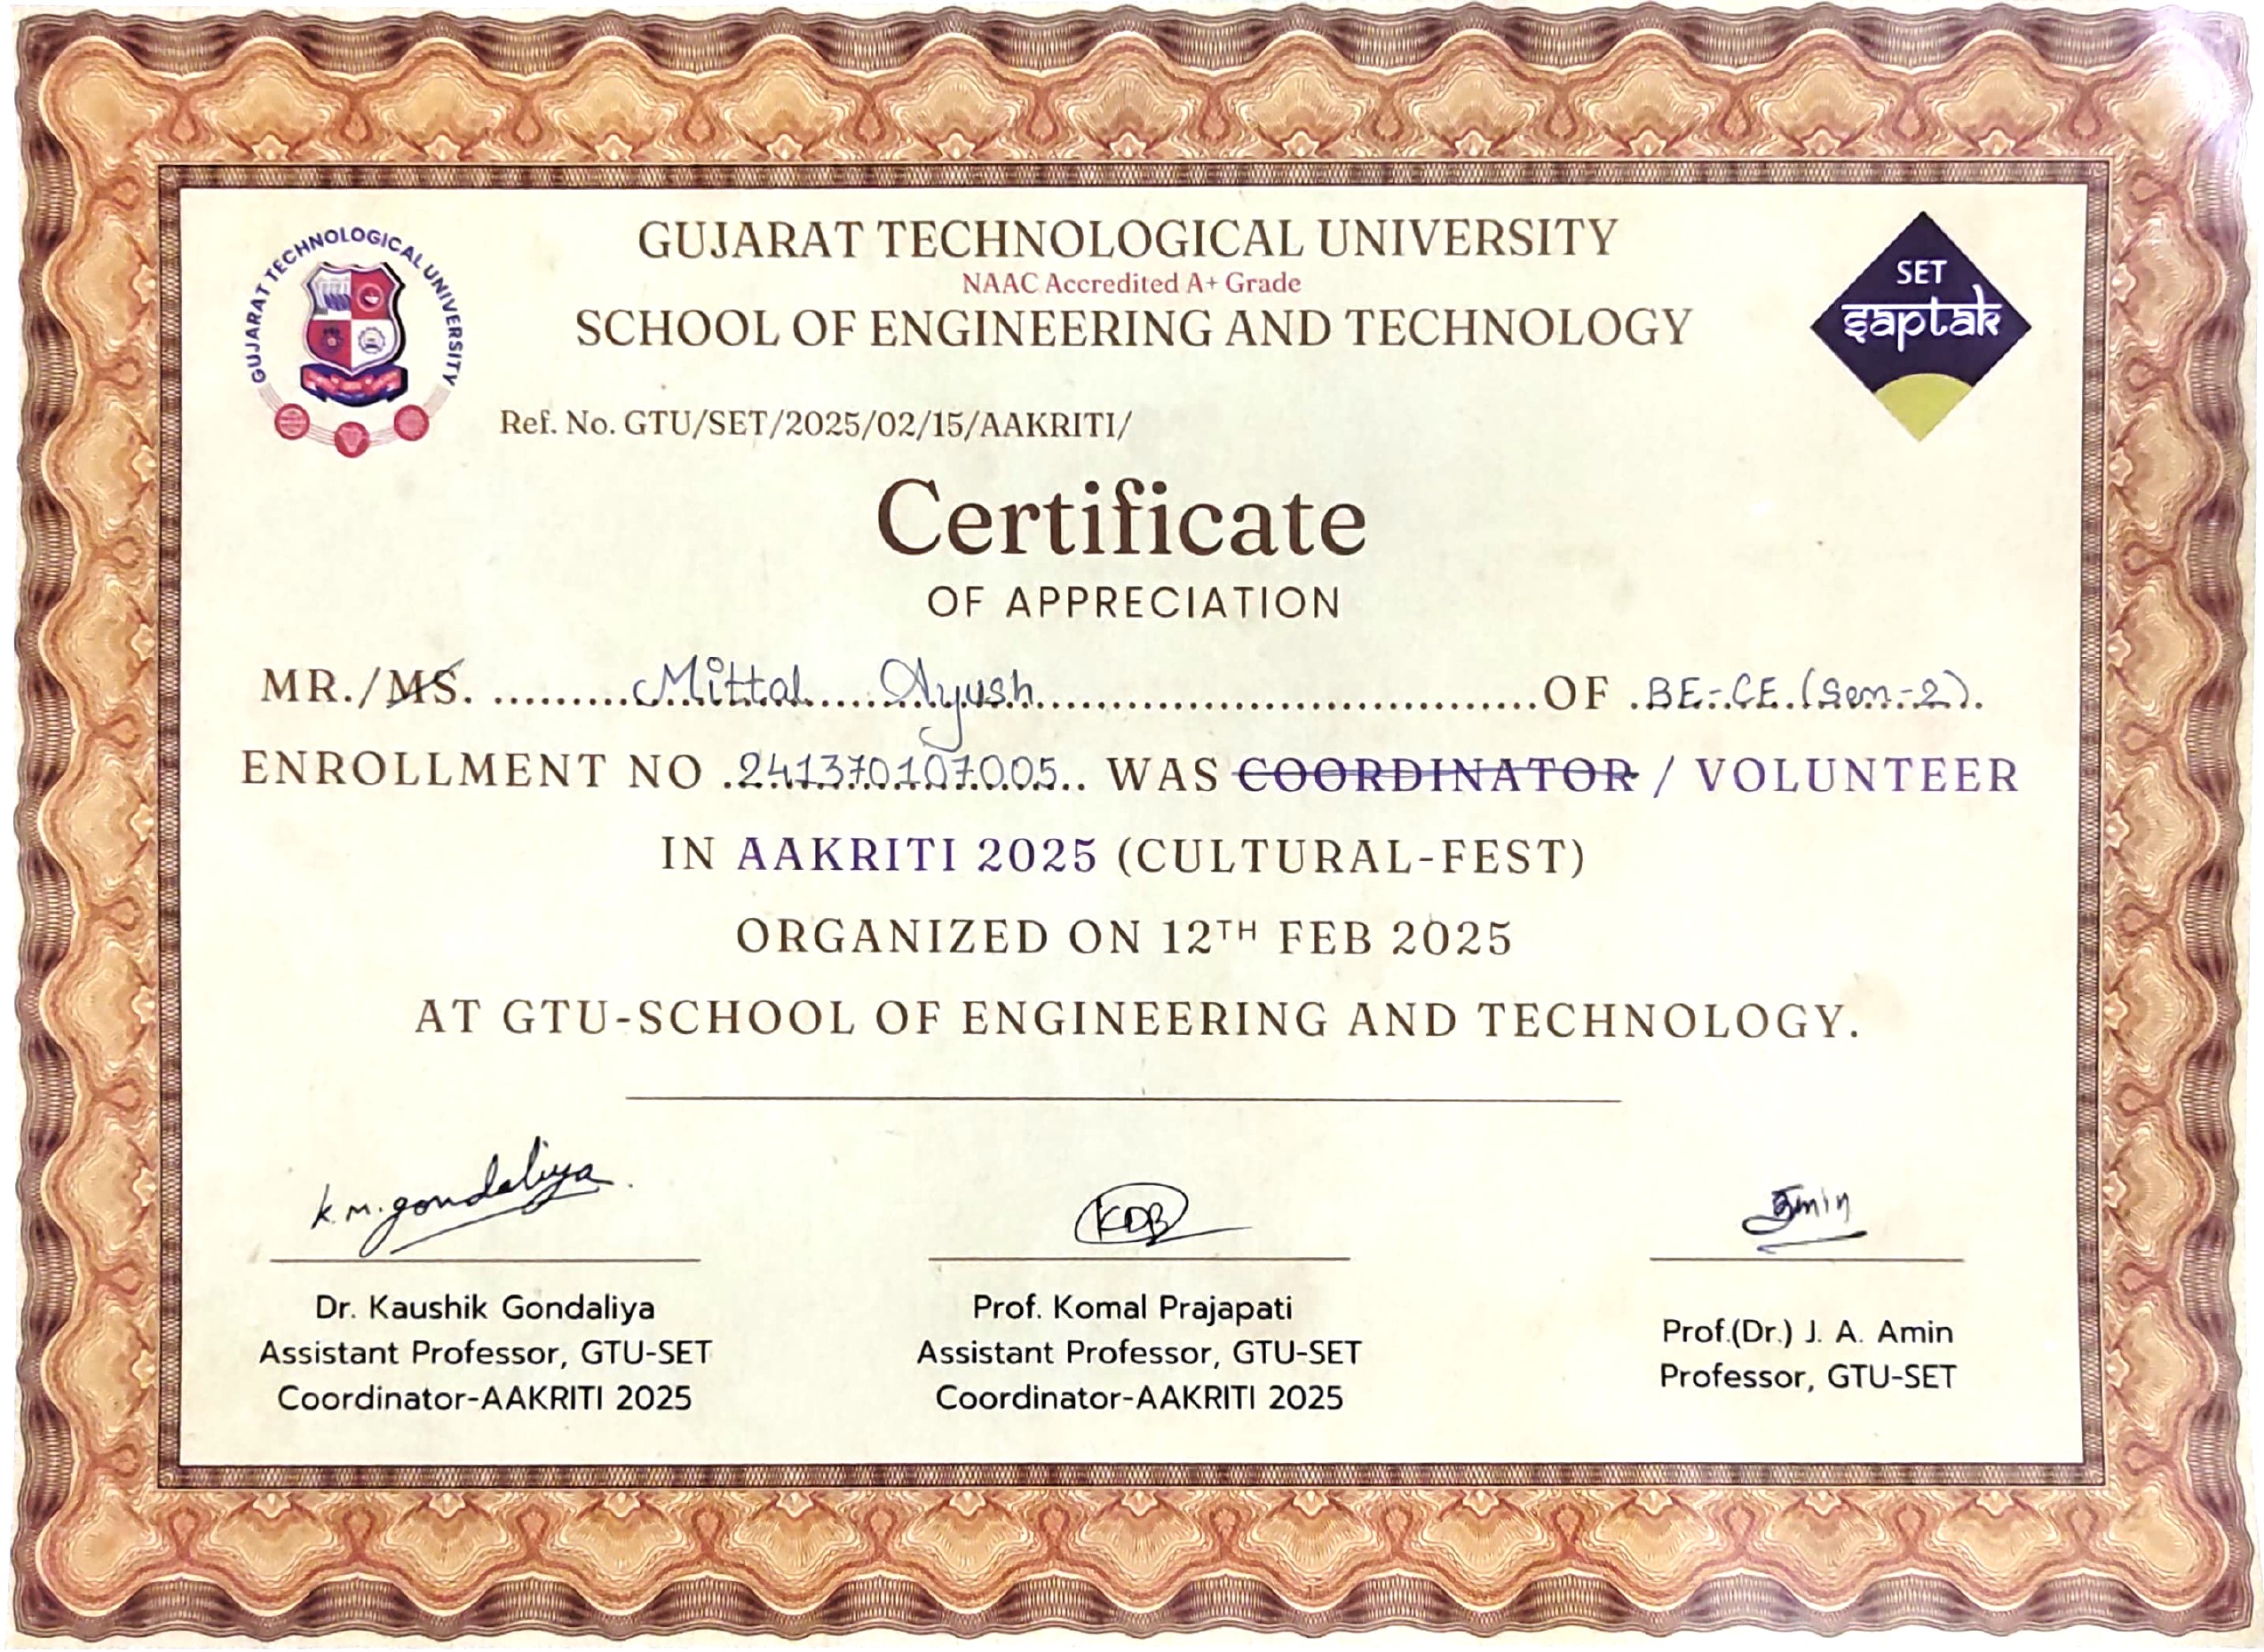 GUJARAT TECHNOLOGICAL UNIVERSITY
GUJARAT TECHNOLOGICAL UNIVERSITY
NAAC Accredited A+ Grade
SCHOOL OF ENGINEERING AND TECHNOLOGY
SET
saptak
Ref. No. GTU/SET/2025/02/15/AAKRITI/
Certificate
OF APPRECIATION
MR./MS. .........Mittal....Ayush....................................OF .BE-.CE.(Sem.-2).
ENROLLMENT NO .241370107005.. WAS COORDINATOR / VOLUNTEER
IN AAKRITI 2025 (CULTURAL-FEST)
ORGANIZED ON 12TH FEB 2025
AT GTU-SCHOOL OF ENGINEERING AND TECHNOLOGY.
K.M.gondaliya
KDB
Amin
Dr. Kaushik Gondaliya
Assistant Professor, GTU-SET
Coordinator-AAKRITI 2025
Prof. Komal Prajapati
Assistant Professor, GTU-SET
Coordinator-AAKRITI 2025
Prof.(Dr.) J. A. Amin
Professor, GTU-SET